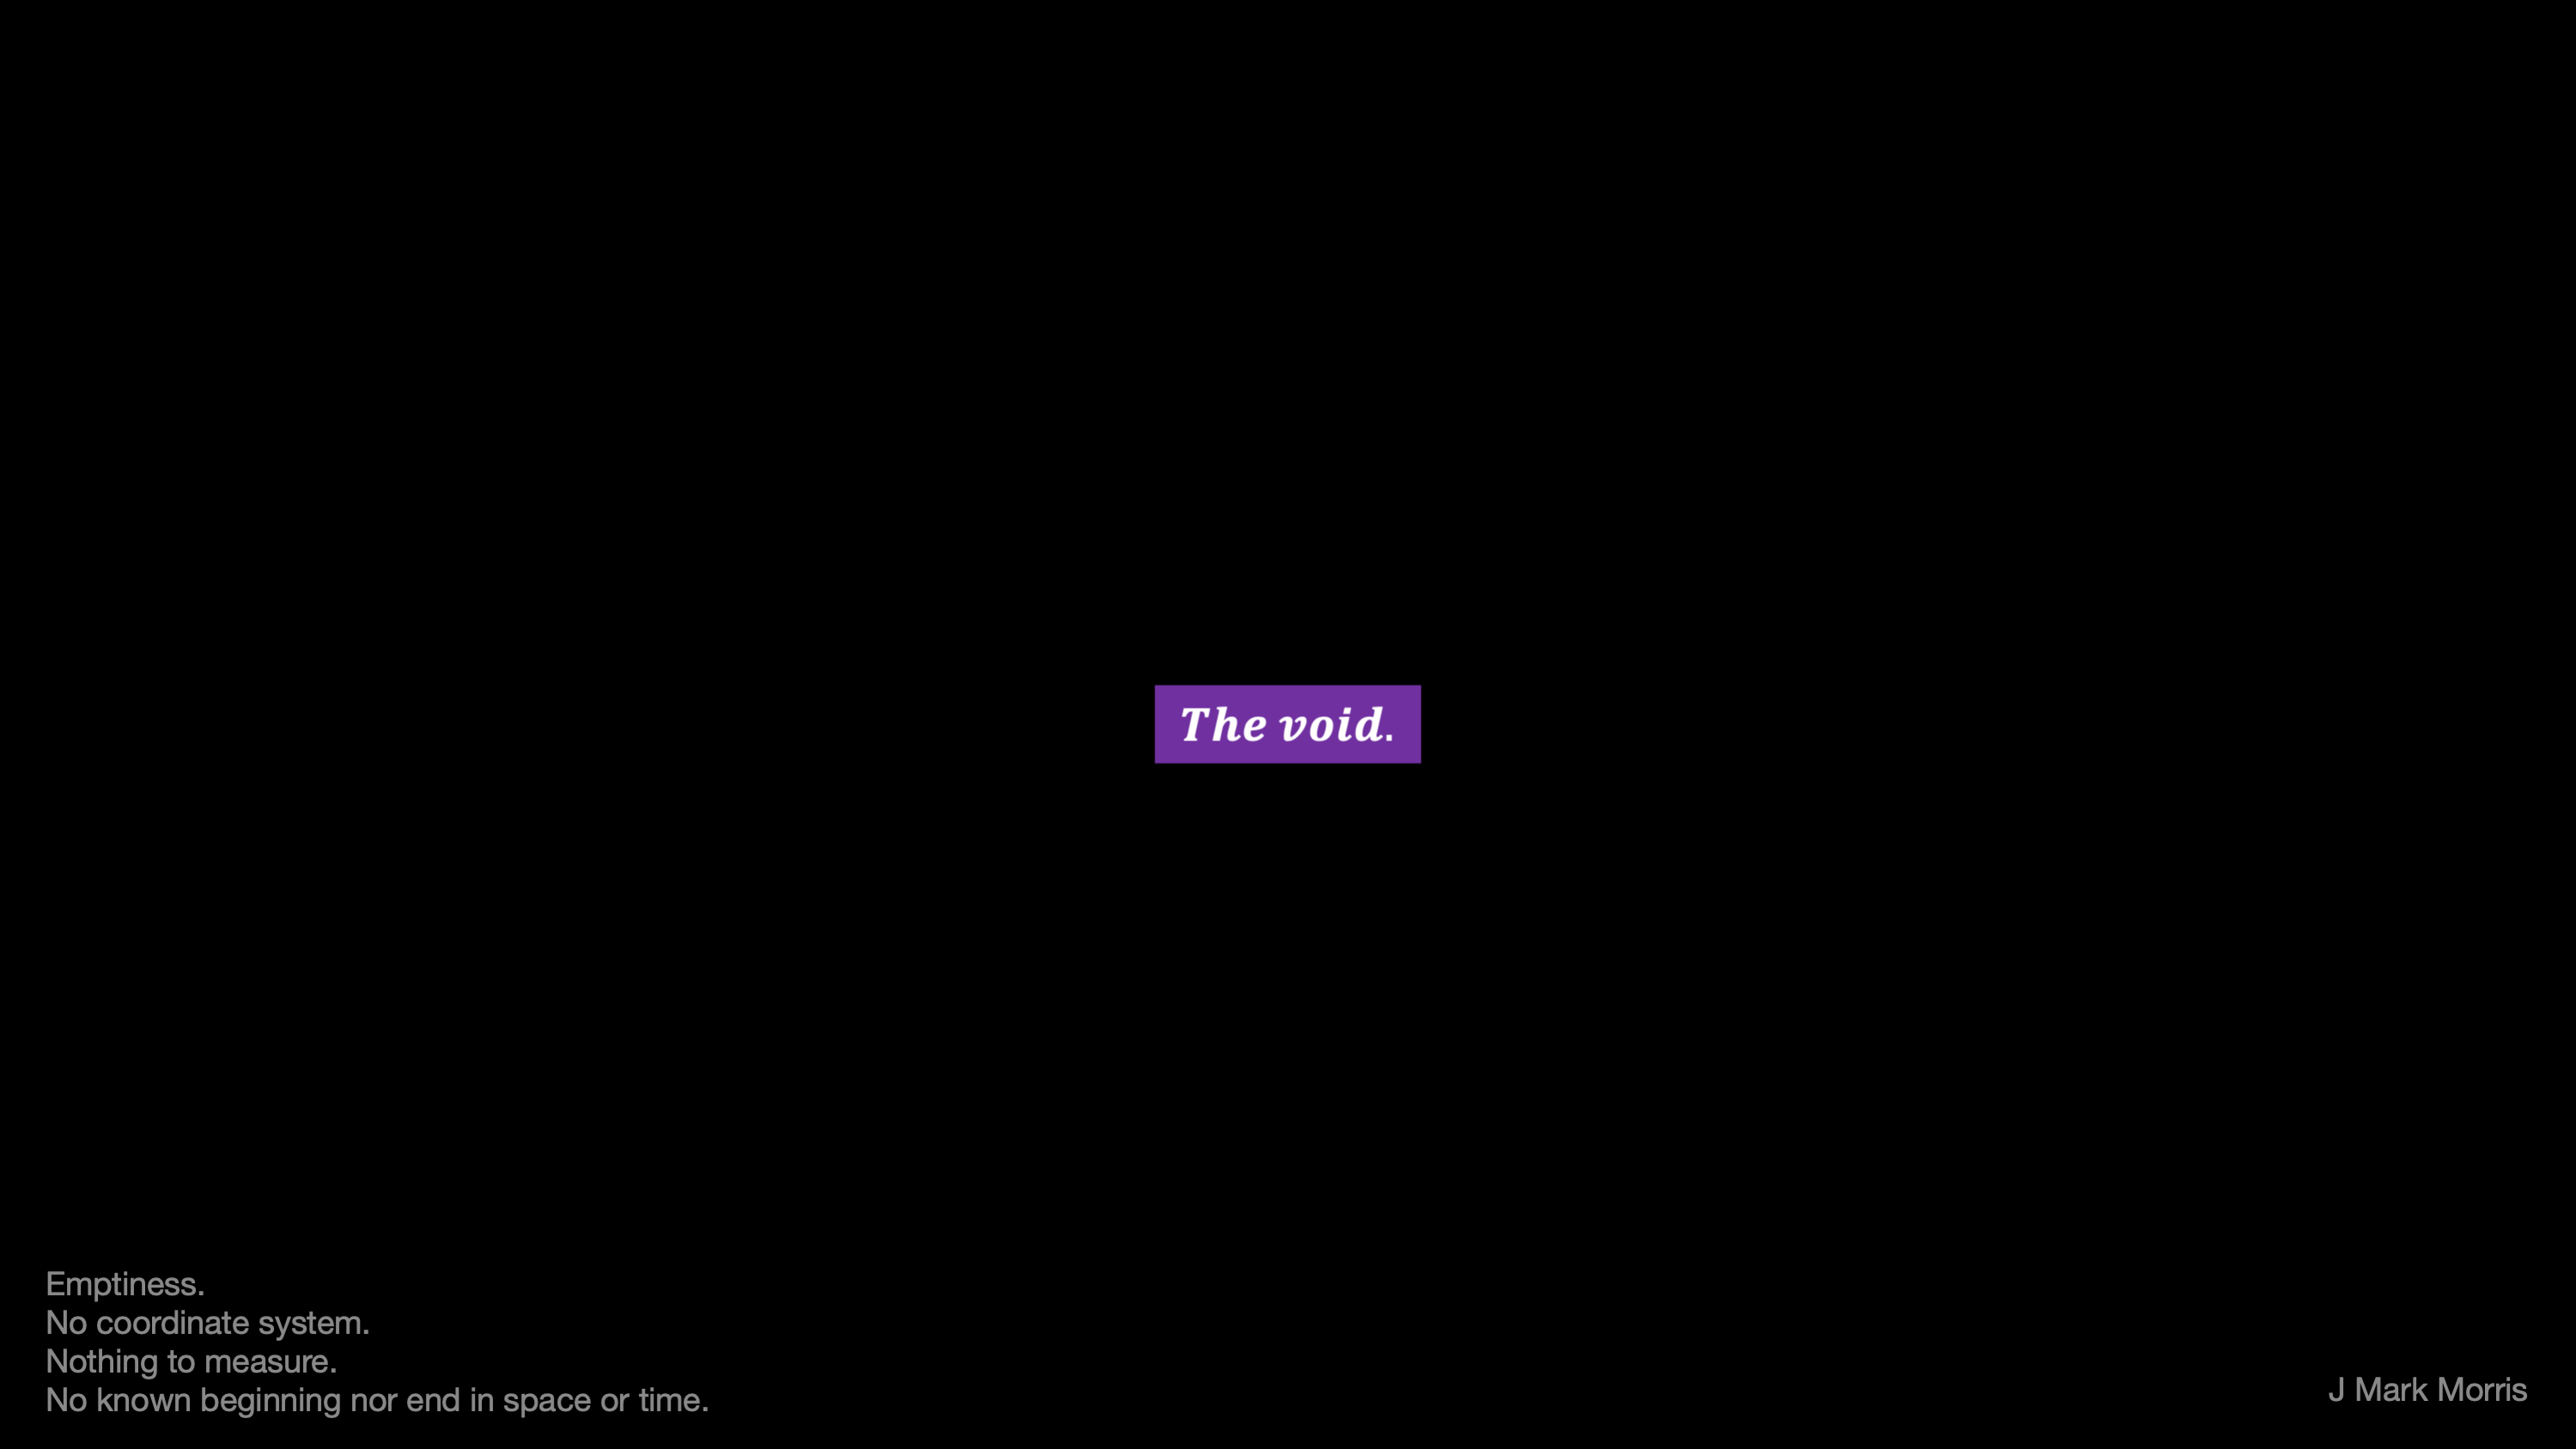 The void.
Emptiness.
No coordinate system.
Nothing to measure.
No known beginning nor end in space or time.
J Mark Morris